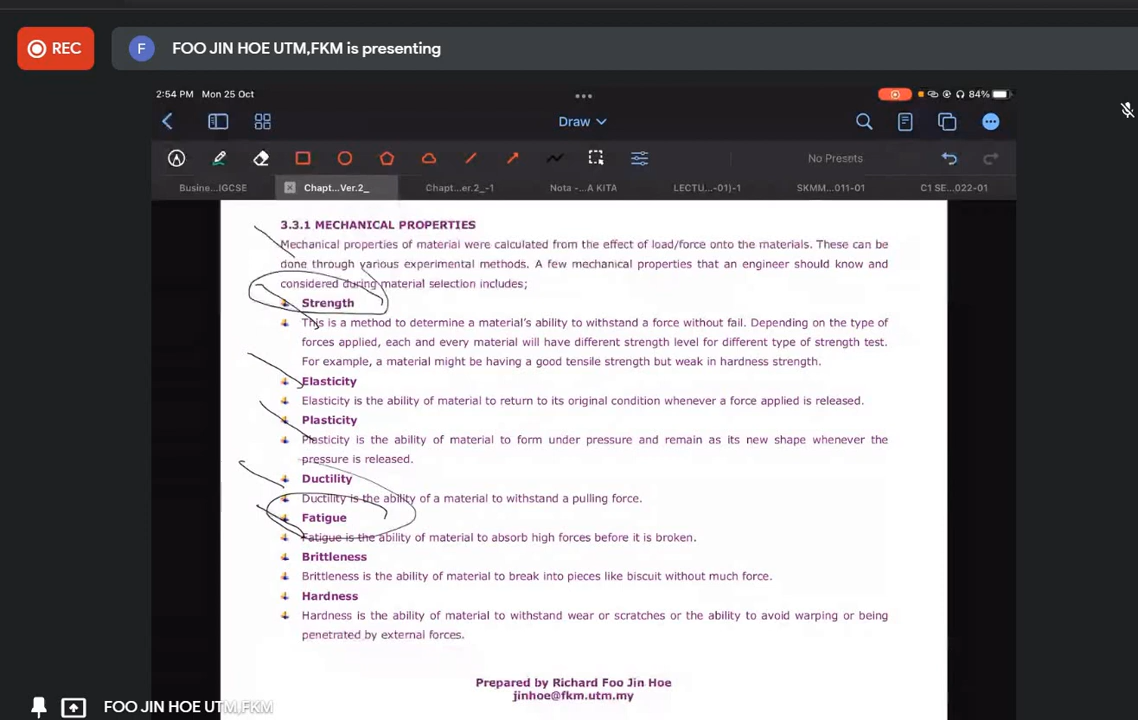 REC
F FOO JIN HOE UTM,FKM is presenting
2:54 PM Mon 25 Oct
84%
Draw
No Presets
Busine...IGCSE
Chapt...Ver.2_
Chapt...er.2_-1
Nota -...A KITA
LECTU...-01)-1
SKMM...011-01
C1 SE...022-01
3.3.1 MECHANICAL PROPERTIES
Mechanical properties of material were calculated from the effect of load/force onto the materials. These can be
done through various experimental methods. A few mechanical properties that an engineer should know and
considered during material selection includes;
Strength
This is a method to determine a material's ability to withstand a force without fail. Depending on the type of
forces applied, each and every material will have different strength level for different type of strength test.
For example, a material might be having a good tensile strength but weak in hardness strength.
Elasticity
Elasticity is the ability of material to return to its original condition whenever a force applied is released.
Plasticity
Plasticity is the ability of material to form under pressure and remain as its new shape whenever the
pressure is released.
Ductility
Ductility is the ability of a material to withstand a pulling force.
Fatigue
Fatigue is the ability of material to absorb high forces before it is broken.
Brittleness
Brittleness is the ability of material to break into pieces like biscuit without much force.
Hardness
Hardness is the ability of material to withstand wear or scratches or the ability to avoid warping or being
penetrated by external forces.
Prepared by Richard Foo Jin Hoe
jinhoe@fkm.utm.my
FOO JIN HOE UTM,FKM